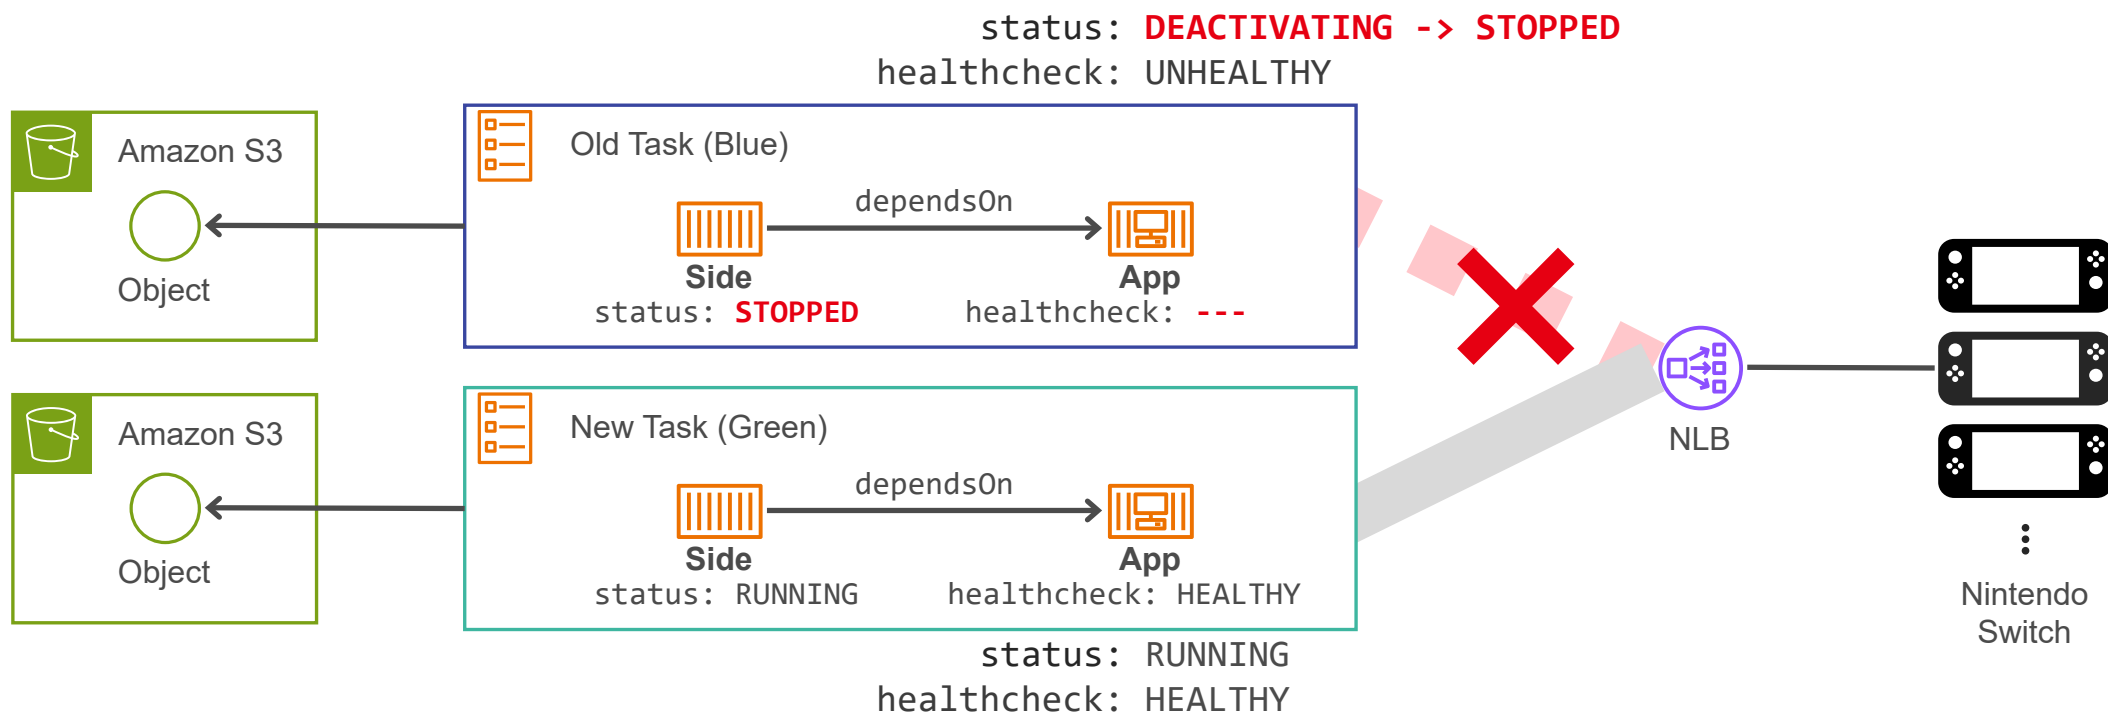 status: DEACTIVATING -> STOPPED
healthcheck: UNHEALTHY
Amazon S3
Object
Old Task (Blue)
dependsOn
Side
App
status: STOPPED
healthcheck: ---
Amazon S3
Object
New Task (Green)
dependsOn
Side
App
status: RUNNING
healthcheck: HEALTHY
status: RUNNING
healthcheck: HEALTHY
NLB
Nintendo
Switch